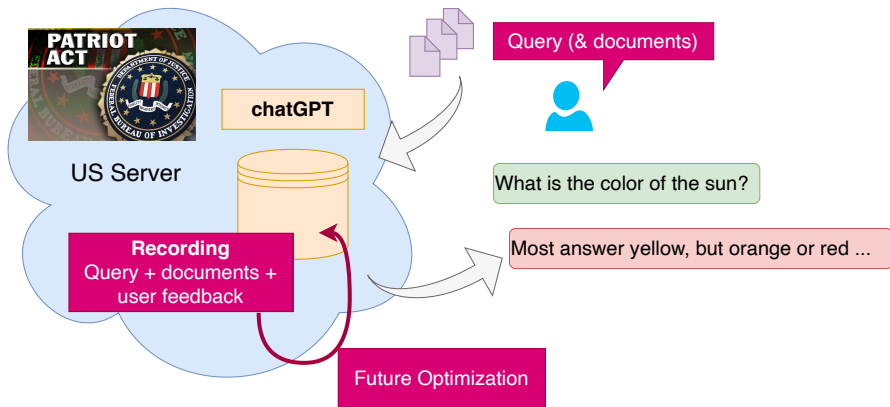 PATRIOT
ACT
DEPARTMENT OF JUSTICE
FEDERAL BUREAU OF INVESTIGATION
Query (& documents)
chatGPT
US Server
What is the color of the sun?
Most answer yellow, but orange or red ...
Recording
Query + documents +
user feedback
Future Optimization